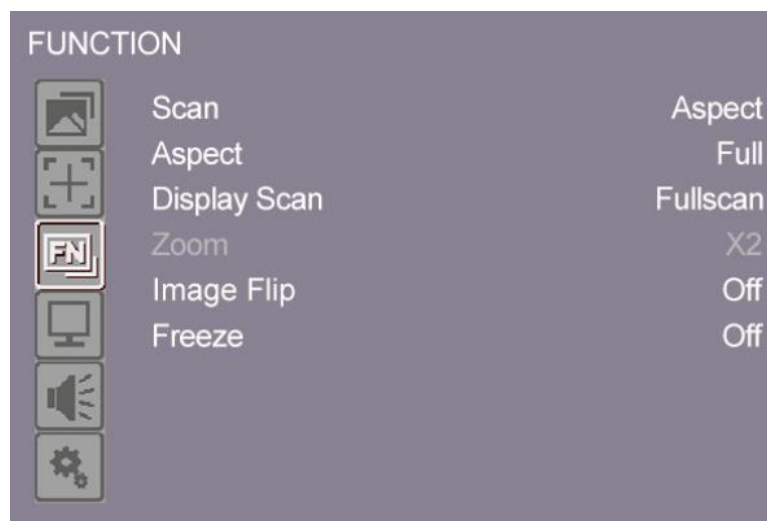 FUNCTION
Scan Aspect
Aspect Full
Display Scan Fullscan
FN
Zoom X2
Image Flip Off
Freeze Off